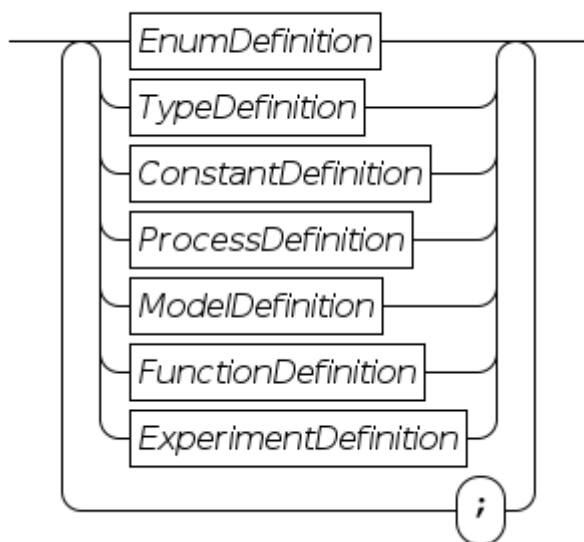 EnumDefinition
TypeDefinition
ConstantDefinition
ProcessDefinition
ModelDefinition
FunctionDefinition
ExperimentDefinition
;